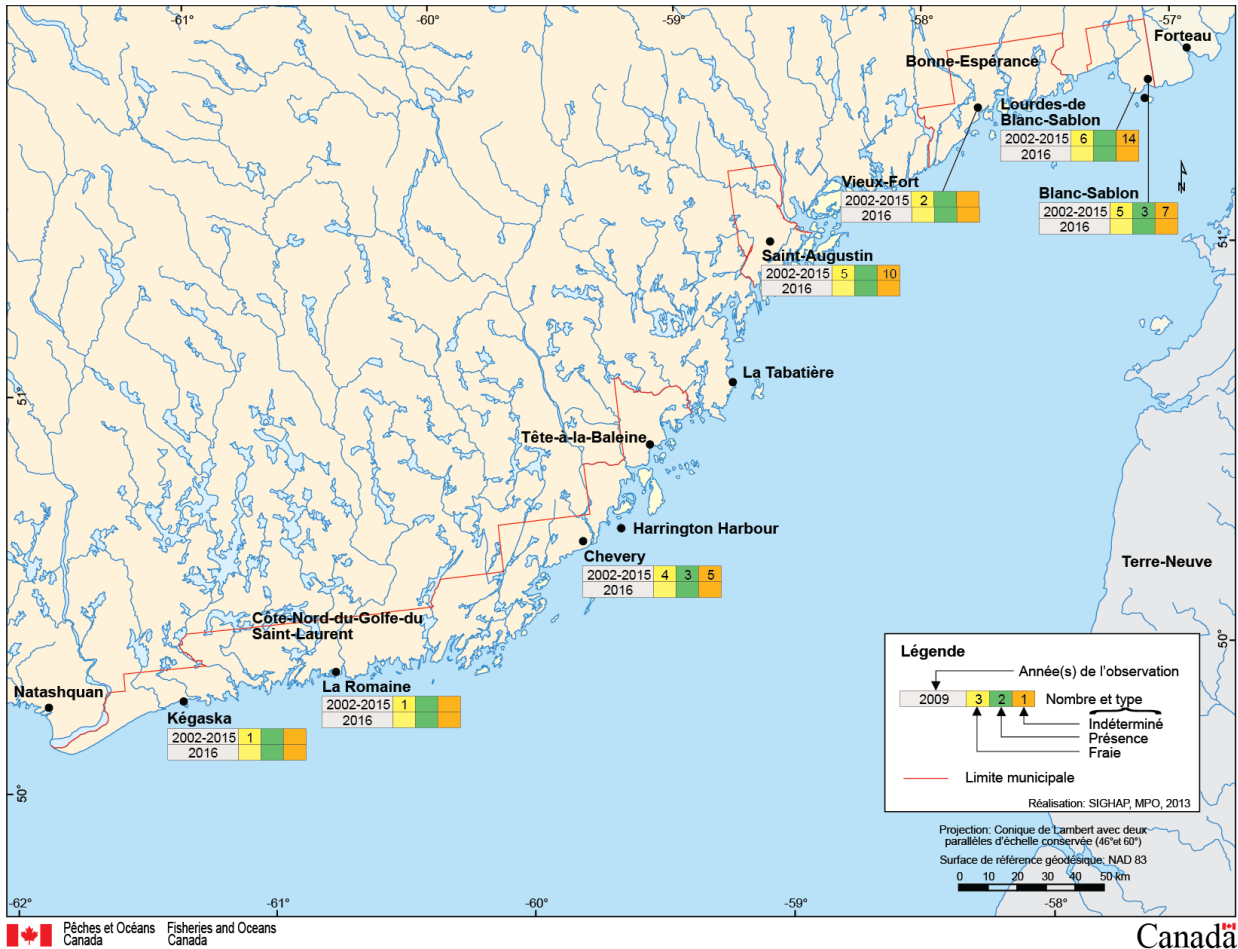 -61°
-60°
-59°
-58°
-57°
Forteau
Bonne-Espérance
Lourdes-de
Blanc-Sablon
2002-2015 6 14
2016
Vieux-Fort
2002-2015 2
2016
Blanc-Sablon
2002-2015 5 3 7
2016
N
51°
Saint-Augustin
2002-2015 5 10
2016
La Tabatière
51°
Tête-à-la-Baleine
Harrington Harbour
Chevery
2002-2015 4 3 5
2016
Terre-Neuve
Côte-Nord-du-Golfe-du
Saint-Laurent
50°
Natashquan
La Romaine
2002-2015 1
2016
Kégaska
2002-2015 1
2016
50°
Légende
Année(s) de l'observation
2009 3 2 1 Nombre et type
Indéterminé
Présence
Fraie
Limite municipale
Réalisation: SIGHAP, MPO, 2013
Projection: Conique de Lambert avec deux
parallèles d'échelle conservée (46°et 60°)
Surface de référence géodésique: NAD 83
0 10 20 30 40 50 km
-62°
-61°
-60°
-59°
-58°
Pêches et Océans Fisheries and Oceans
Canada Canada
Canada